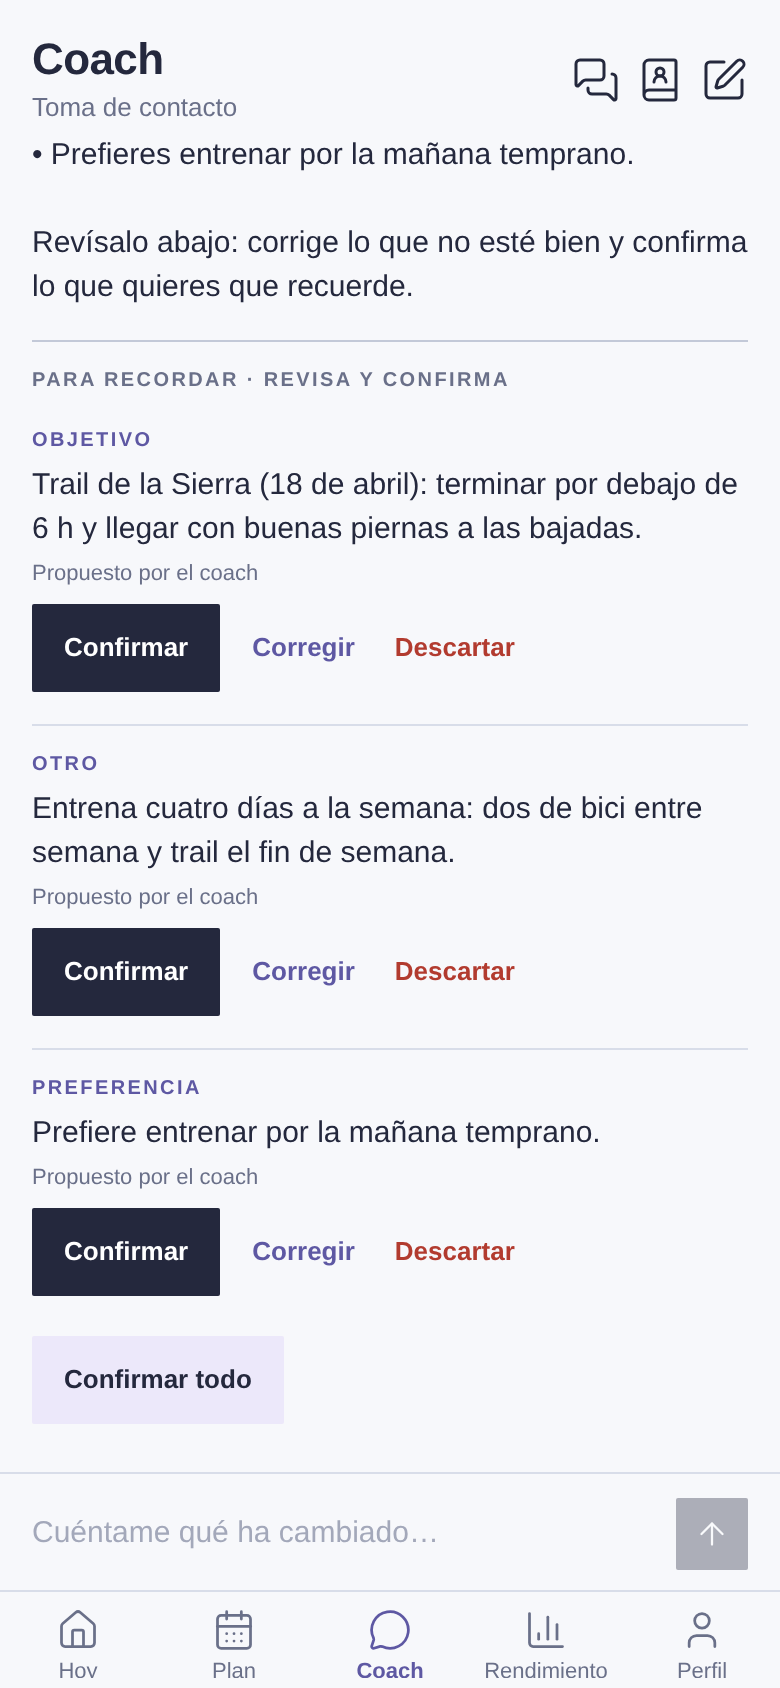 Coach
Toma de contacto
• Prefieres entrenar por la mañana temprano.
Revísalo abajo: corrige lo que no esté bien y confirma
lo que quieres que recuerde.
PARA RECORDAR · REVISA Y CONFIRMA
OBJETIVO
Trail de la Sierra (18 de abril): terminar por debajo de
6 h y llegar con buenas piernas a las bajadas.
Propuesto por el coach
Confirmar Corregir Descartar
OTRO
Entrena cuatro días a la semana: dos de bici entre
semana y trail el fin de semana.
Propuesto por el coach
Confirmar Corregir Descartar
PREFERENCIA
Prefiere entrenar por la mañana temprano.
Propuesto por el coach
Confirmar Corregir Descartar
Confirmar todo
Cuéntame qué ha cambiado…
Hoy Plan Coach Rendimiento Perfil